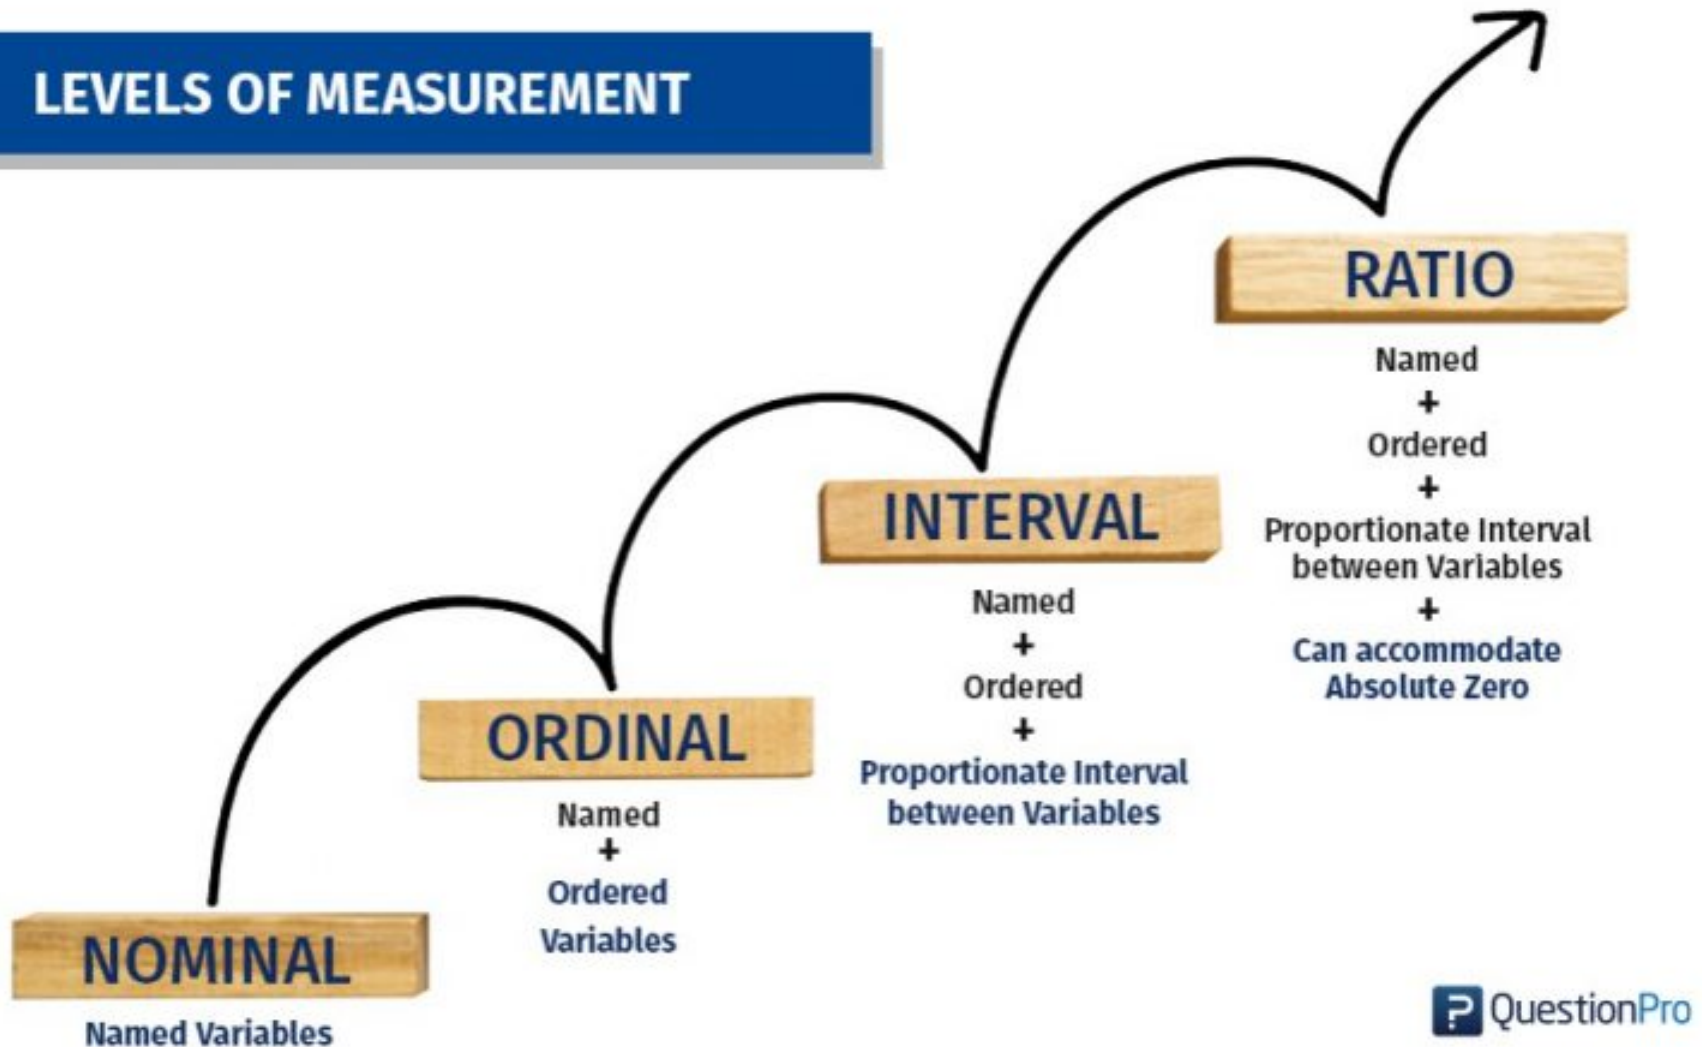 LEVELS OF MEASUREMENT
NOMINAL
Named Variables
ORDINAL
Named
+
Ordered
Variables
INTERVAL
Named
+
Ordered
+
Proportionate Interval
between Variables
RATIO
Named
+
Ordered
+
Proportionate Interval
between Variables
+
Can accommodate
Absolute Zero
? QuestionPro